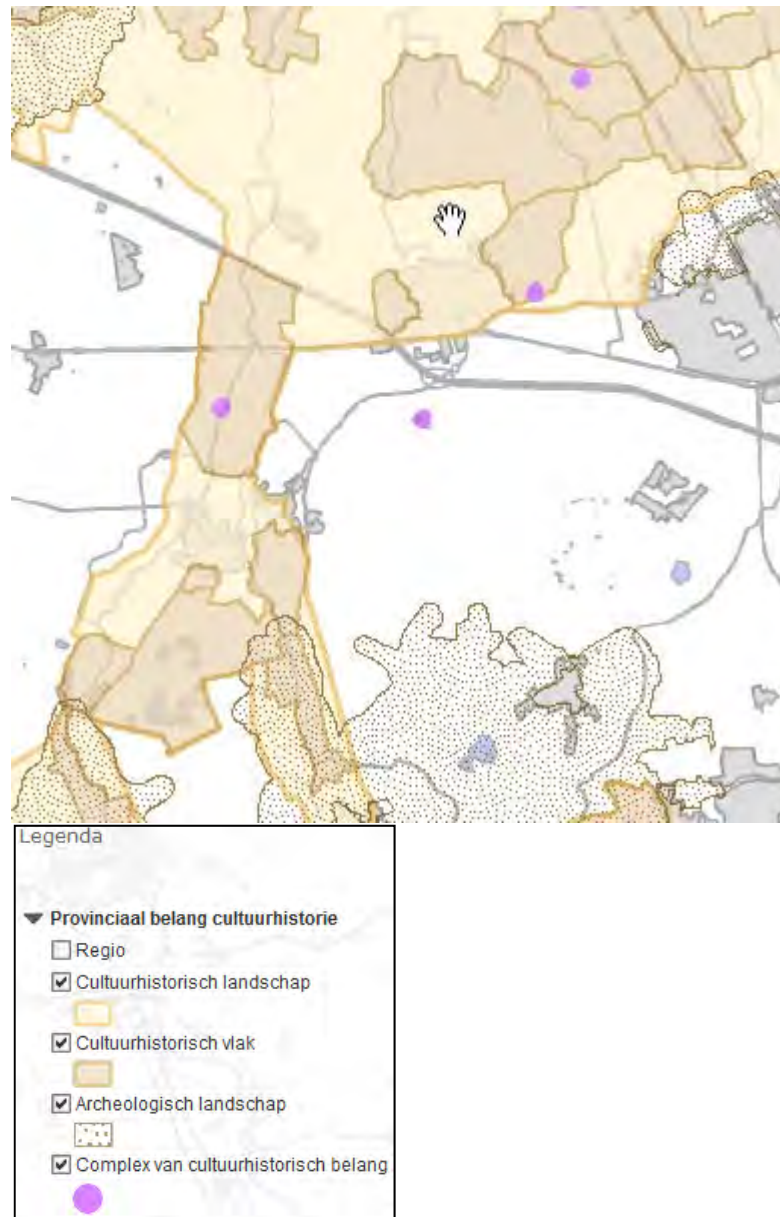 Legenda
Provinciaal belang cultuurhistorie
Regio
Cultuurhistorisch landschap
Cultuurhistorisch vlak
Archeologisch landschap
Complex van cultuurhistorisch belang